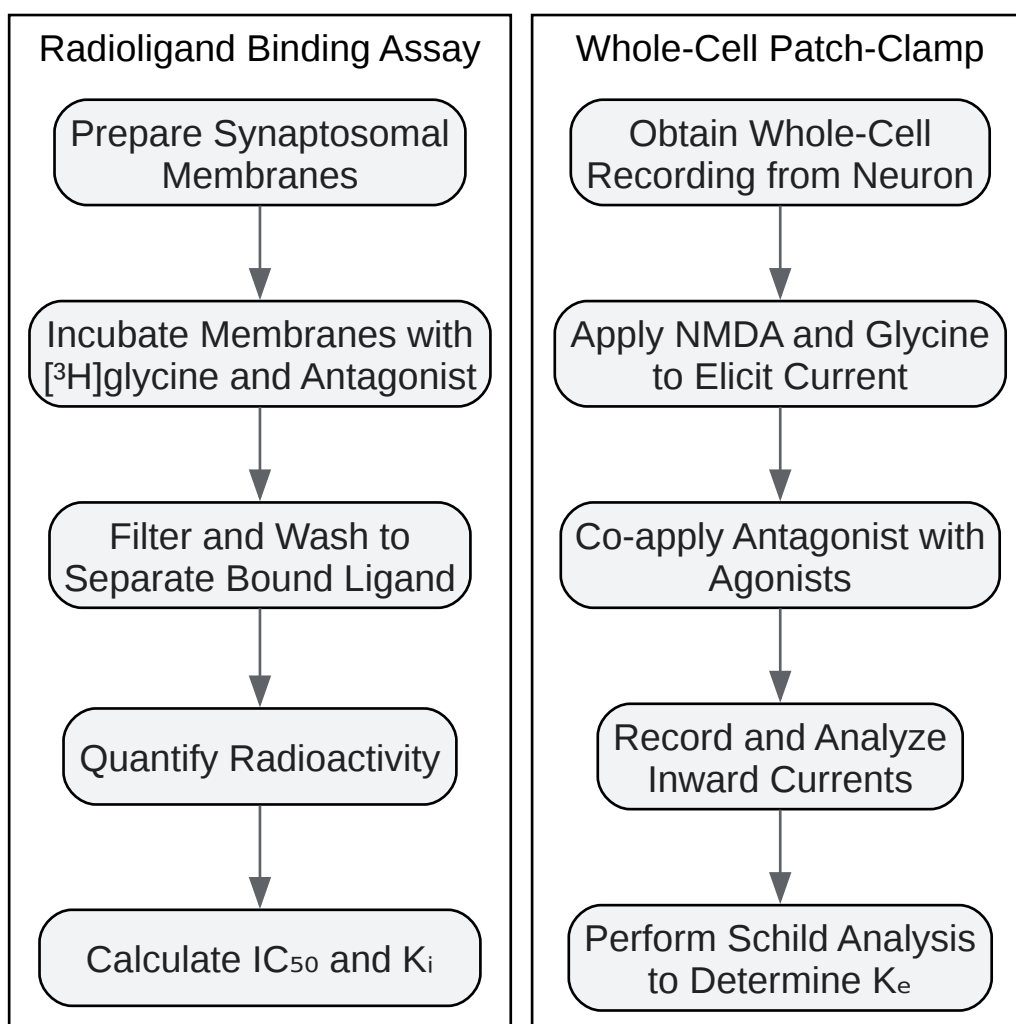 Radioligand Binding Assay
Prepare Synaptosomal
Membranes
Incubate Membranes with
[³H]glycine and Antagonist
Filter and Wash to
Separate Bound Ligand
Quantify Radioactivity
Calculate IC₅₀ and Kᵢ
Whole-Cell Patch-Clamp
Obtain Whole-Cell
Recording from Neuron
Apply NMDA and Glycine
to Elicit Current
Co-apply Antagonist with
Agonists
Record and Analyze
Inward Currents
Perform Schild Analysis
to Determine Kₑ